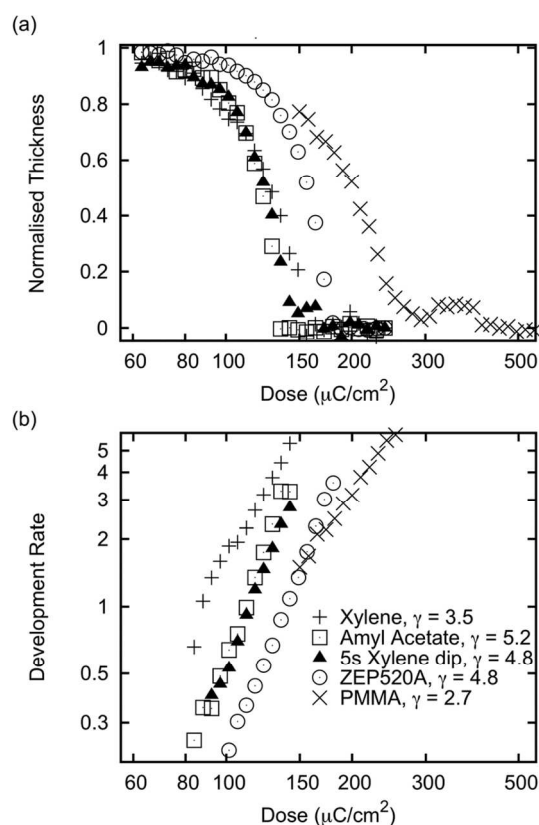 (a)
1
0.8
0.6
0.4
0.2
0
Normalised Thickness
60 80 100 150 200 300 500
Dose (μC/cm²)
(b)
5
4
3
2
1
0.5
0.3
Development Rate
Xylene, γ = 3.5
Amyl Acetate, γ = 5.2
5s Xylene dip, γ = 4.8
ZEP520A, γ = 4.8
PMMA, γ = 2.7
60 80 100 150 200 300 500
Dose (μC/cm²)